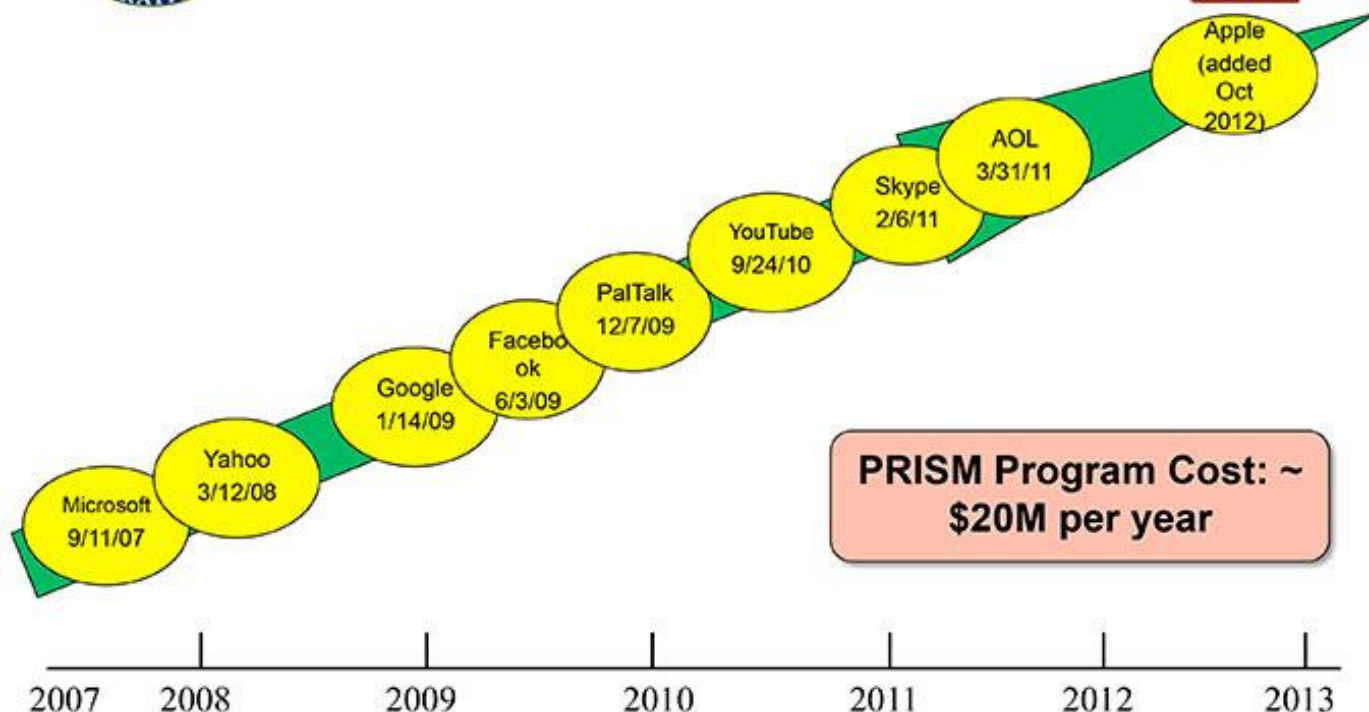 Apple
(added
Oct
2012)
AOL
3/31/11
Skype
2/6/11
YouTube
9/24/10
PalTalk
12/7/09
Facebo
ok
6/3/09
Google
1/14/09
Yahoo
3/12/08
Microsoft
9/11/07
PRISM Program Cost: ~
$20M per year
2007 2008 2009 2010 2011 2012 2013